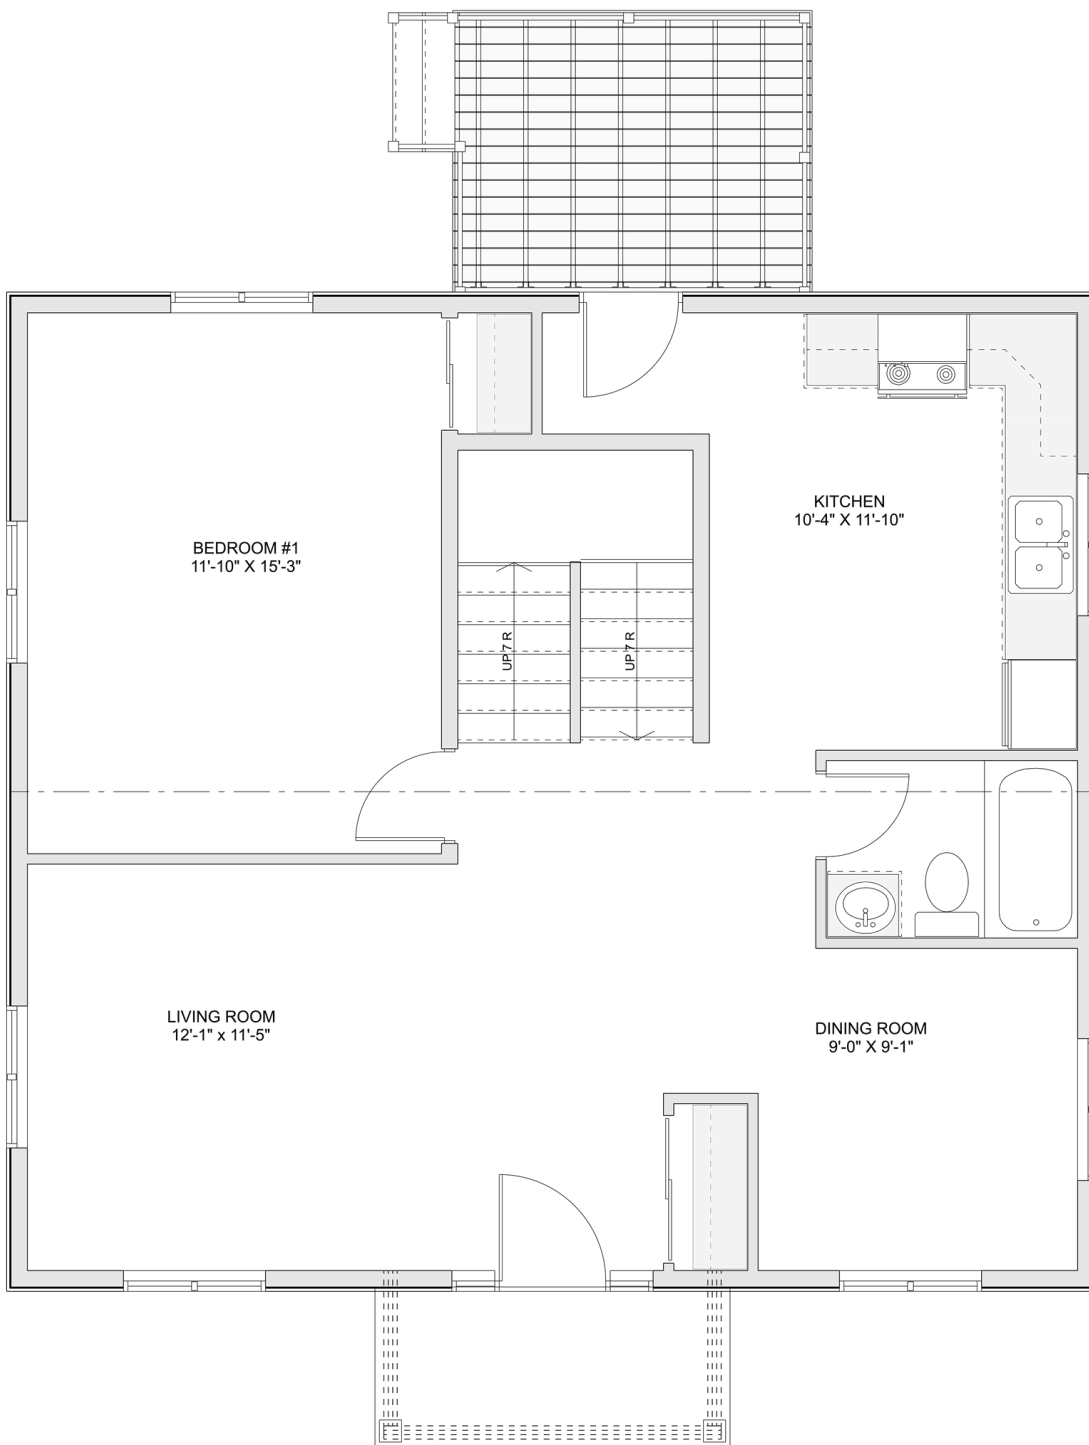 KITCHEN
10'-4" X 11'-10"
BEDROOM #1
11'-10" X 15'-3"
UP 7 R
UP 7 R
LIVING ROOM
12'-1" x 11'-5"
DINING ROOM
9'-0" X 9'-1"